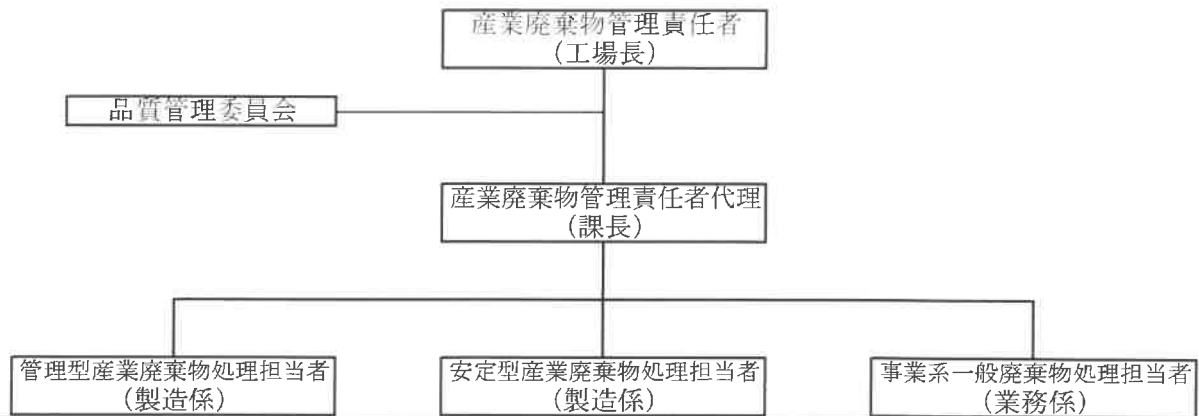 産業廃棄物管理責任者
（工場長）
品質管理委員会
産業廃棄物管理責任者代理
（課長）
管理型産業廃棄物処理担当者
（製造係）
安定型産業廃棄物処理担当者
（製造係）
事業系一般廃棄物処理担当者
（業務係）